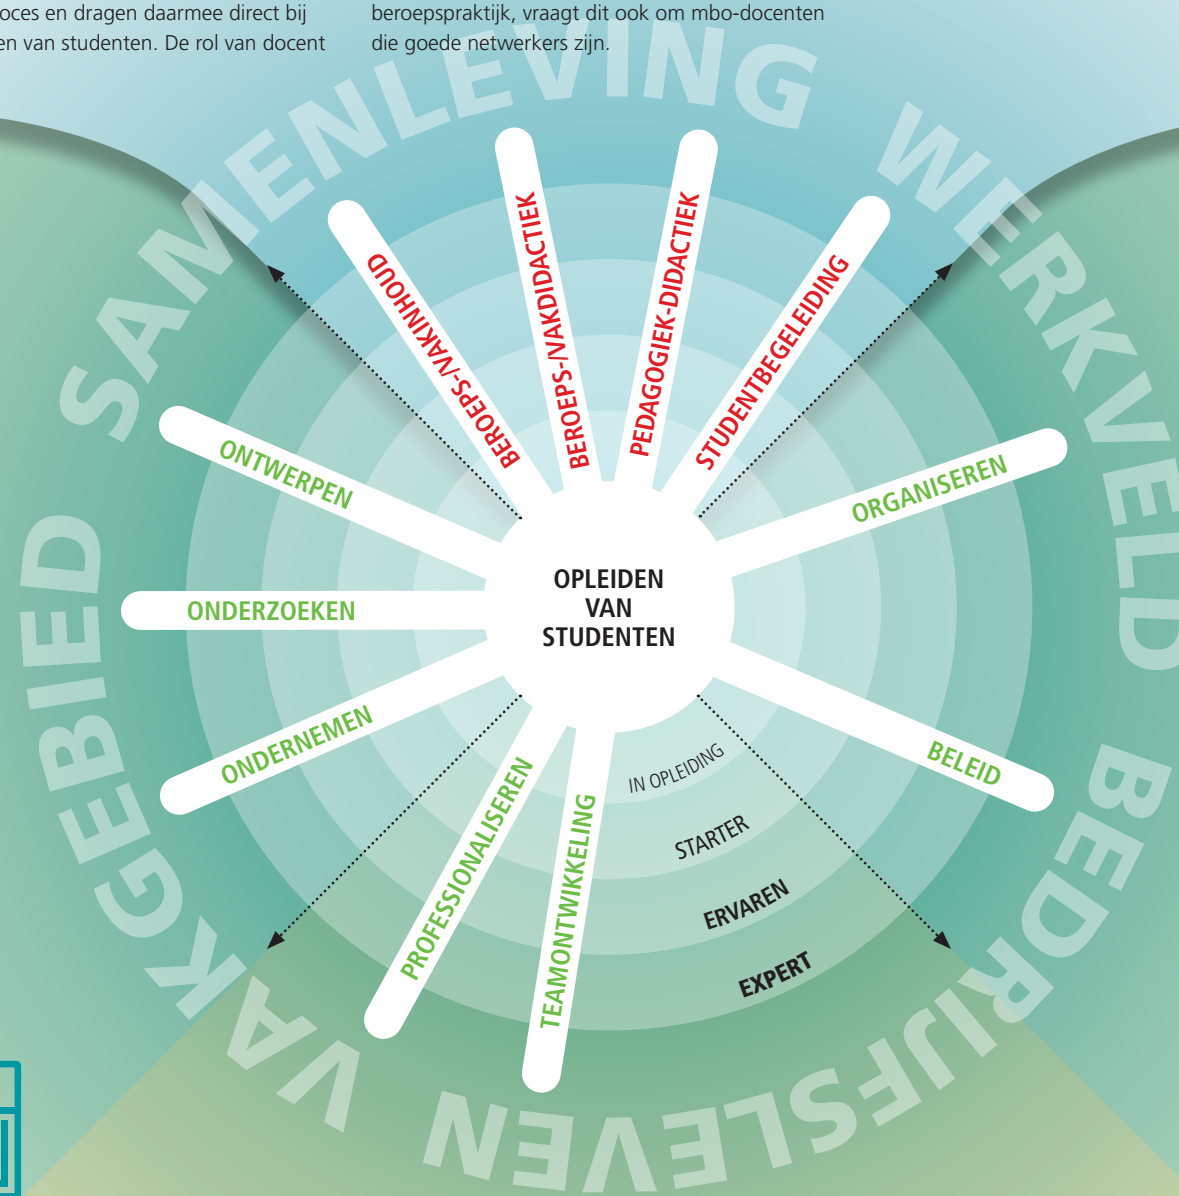 oces en dragen daarmee direct bij
en van studenten. De rol van docent
beroepspraktijk, vraagt dit ook om mbo-docenten
die goede netwerkers zijn.
SAMENLEVING
WERKVELD
BEDRIJFSLEVEN
VAKGEBIED
BEROEPS-/VAKINHOUD
BEROEPS-/VAKDIDACTIEK
PEDAGOGIEK-DIDACTIEK
STUDENTBEGELEIDING
ORGANISEREN
BELEID
TEAMONTWIKKELING
PROFESSIONALISEREN
ONDERNEMEN
ONDERZOEKEN
ONTWERPEN
OPLEIDEN
VAN
STUDENTEN
IN OPLEIDING
STARTER
ERVAREN
EXPERT